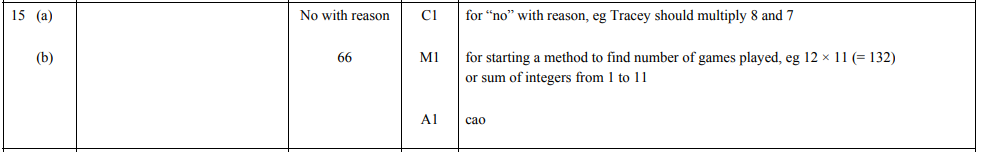 15 (a) No with reason C1 for “no” with reason, eg Tracey should multiply 8 and 7
(b) 66 M1 for starting a method to find number of games played, eg 12 × 11 (= 132)
or sum of integers from 1 to 11
A1 cao